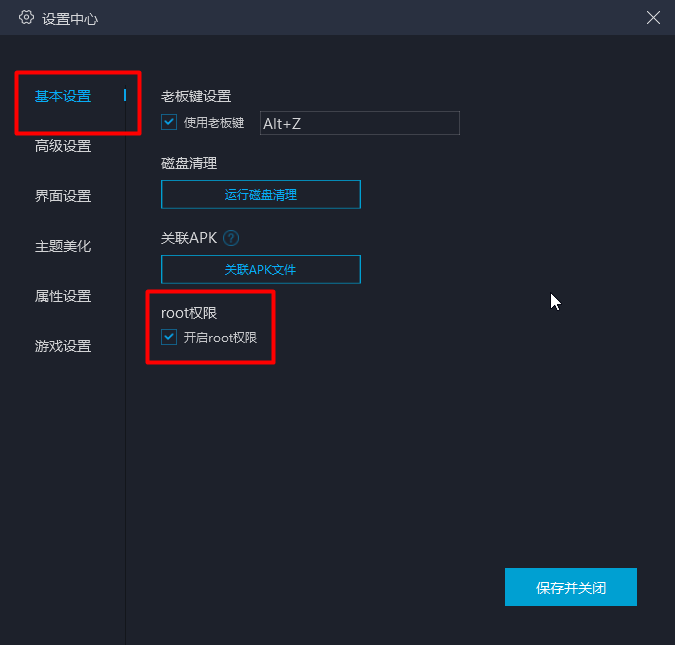 设置中心
基本设置
高级设置
界面设置
主题美化
属性设置
游戏设置
老板键设置
使用老板键 Alt+Z
磁盘清理
运行磁盘清理
关联APK ?
关联APK文件
root权限
开启root权限
保存并关闭